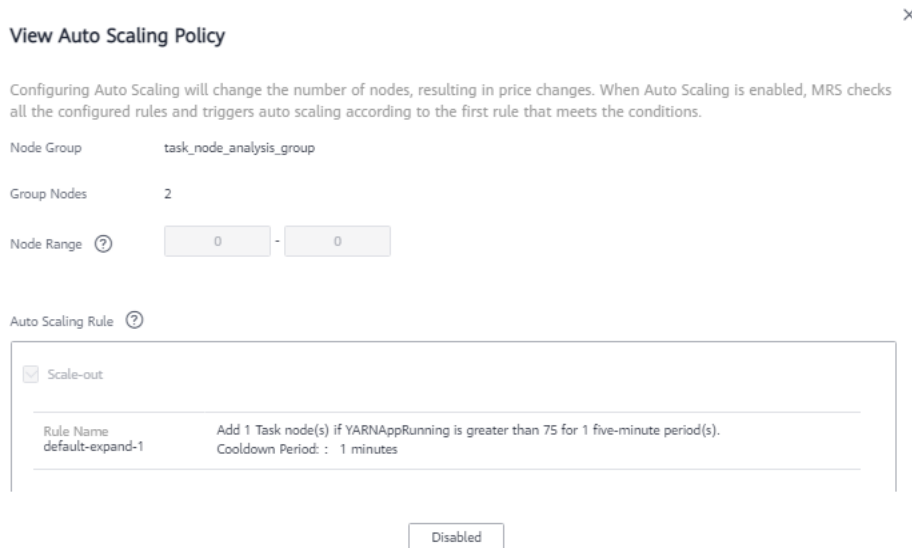 View Auto Scaling Policy
Configuring Auto Scaling will change the number of nodes, resulting in price changes. When Auto Scaling is enabled, MRS checks
all the configured rules and triggers auto scaling according to the first rule that meets the conditions.
Node Group task_node_analysis_group
Group Nodes 2
Node Range ? 0 - 0
Auto Scaling Rule ?
Scale-out
Rule Name Add 1 Task node(s) if YARNAppRunning is greater than 75 for 1 five-minute period(s).
default-expand-1 Cooldown Period: : 1 minutes
Disabled